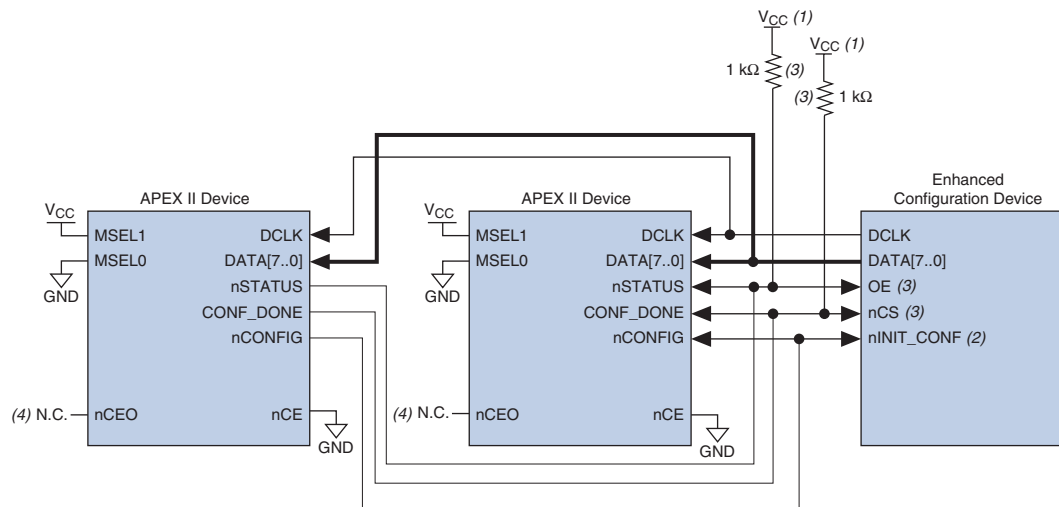 VCC (1)
VCC (1)
1 kΩ (3)
(3) 1 kΩ
APEX II Device
VCC
MSEL1
DCLK
MSEL0
DATA[7..0]
GND
nSTATUS
CONF_DONE
nCONFIG
(4) N.C.
nCEO
nCE
GND
APEX II Device
VCC
MSEL1
DCLK
MSEL0
DATA[7..0]
GND
nSTATUS
CONF_DONE
nCONFIG
(4) N.C.
nCEO
nCE
GND
Enhanced
Configuration Device
DCLK
DATA[7..0]
OE (3)
nCS (3)
nINIT_CONF (2)